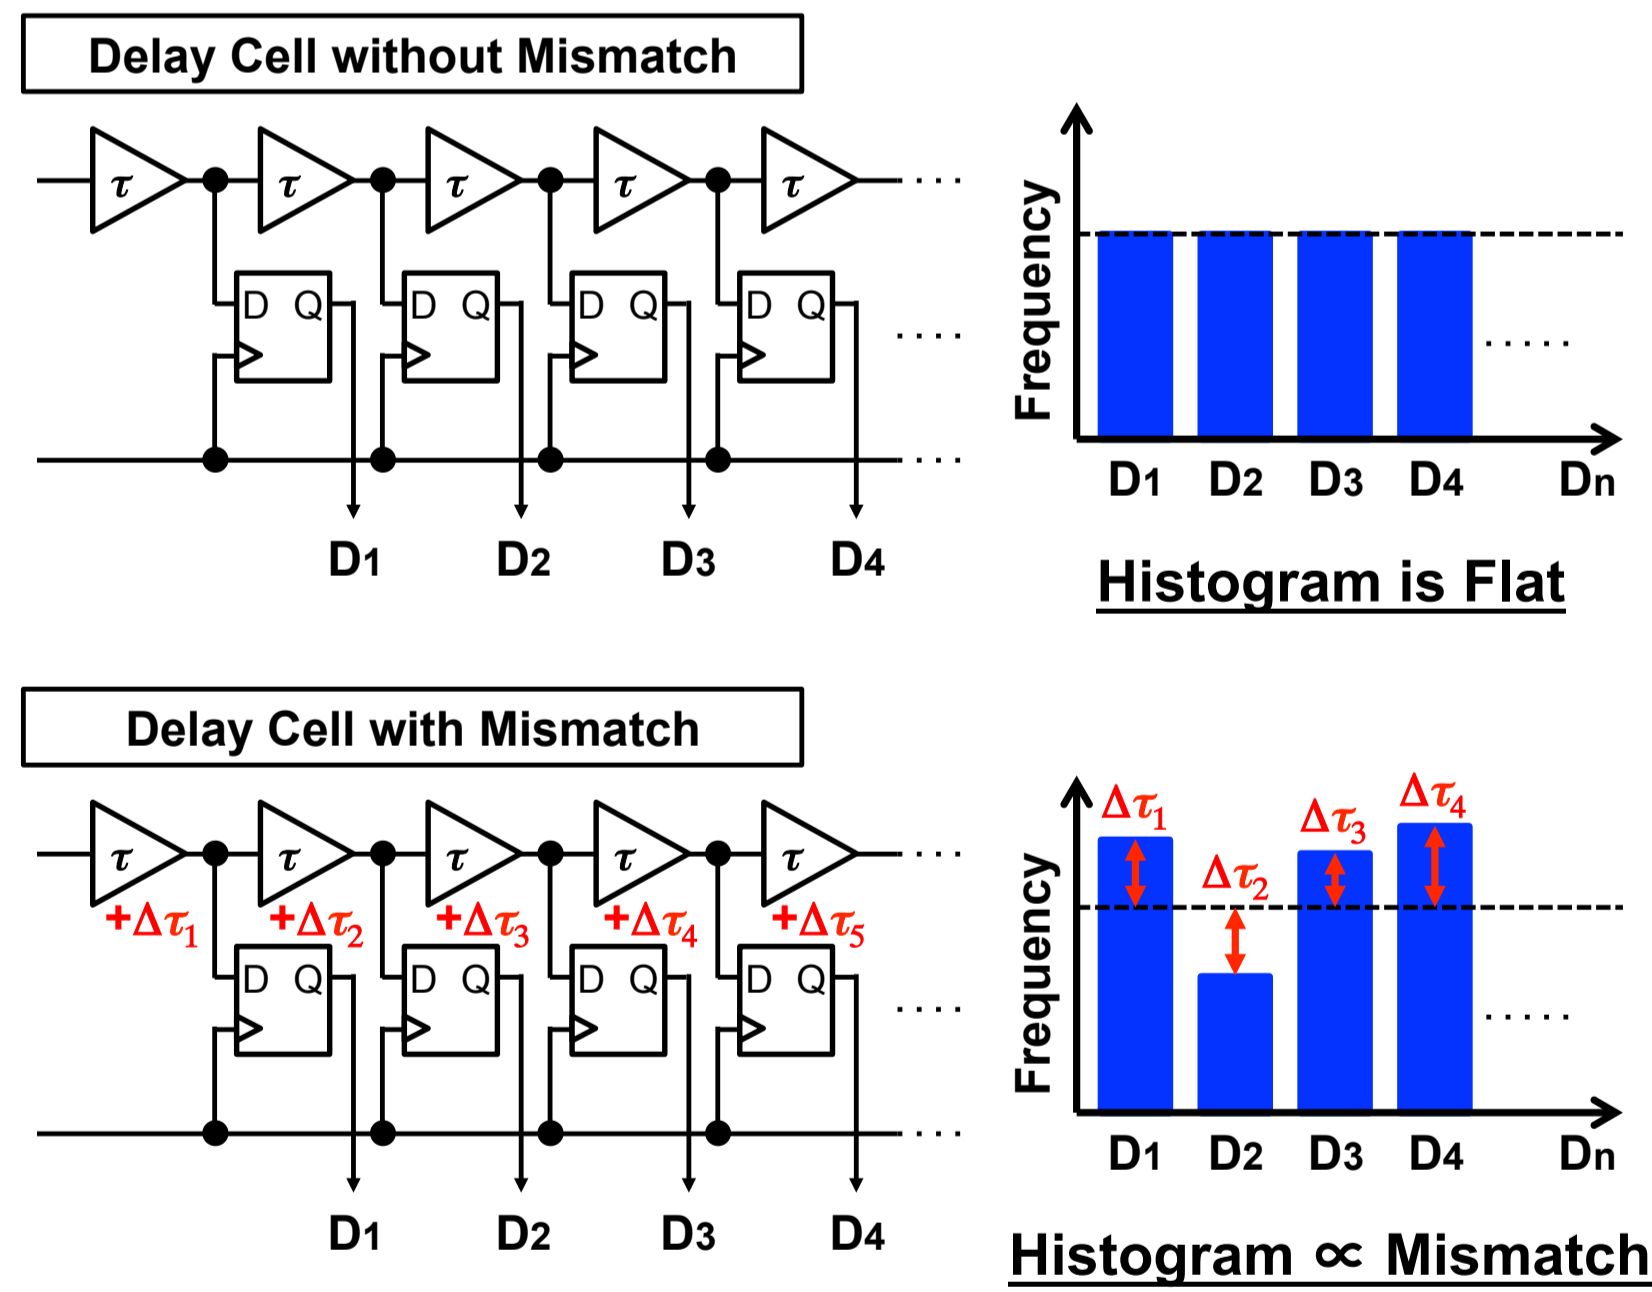 Delay Cell without Mismatch
τ τ τ τ τ ....
D Q D Q D Q D Q ....
....
D1 D2 D3 D4
Frequency
.....
D1 D2 D3 D4 Dn
Histogram is Flat
Delay Cell with Mismatch
τ τ τ τ τ ....
+Δτ1 +Δτ2 +Δτ3 +Δτ4 +Δτ5
D Q D Q D Q D Q ....
....
D1 D2 D3 D4
Frequency
Δτ1 Δτ2 Δτ3 Δτ4
.....
D1 D2 D3 D4 Dn
Histogram ∝ Mismatch